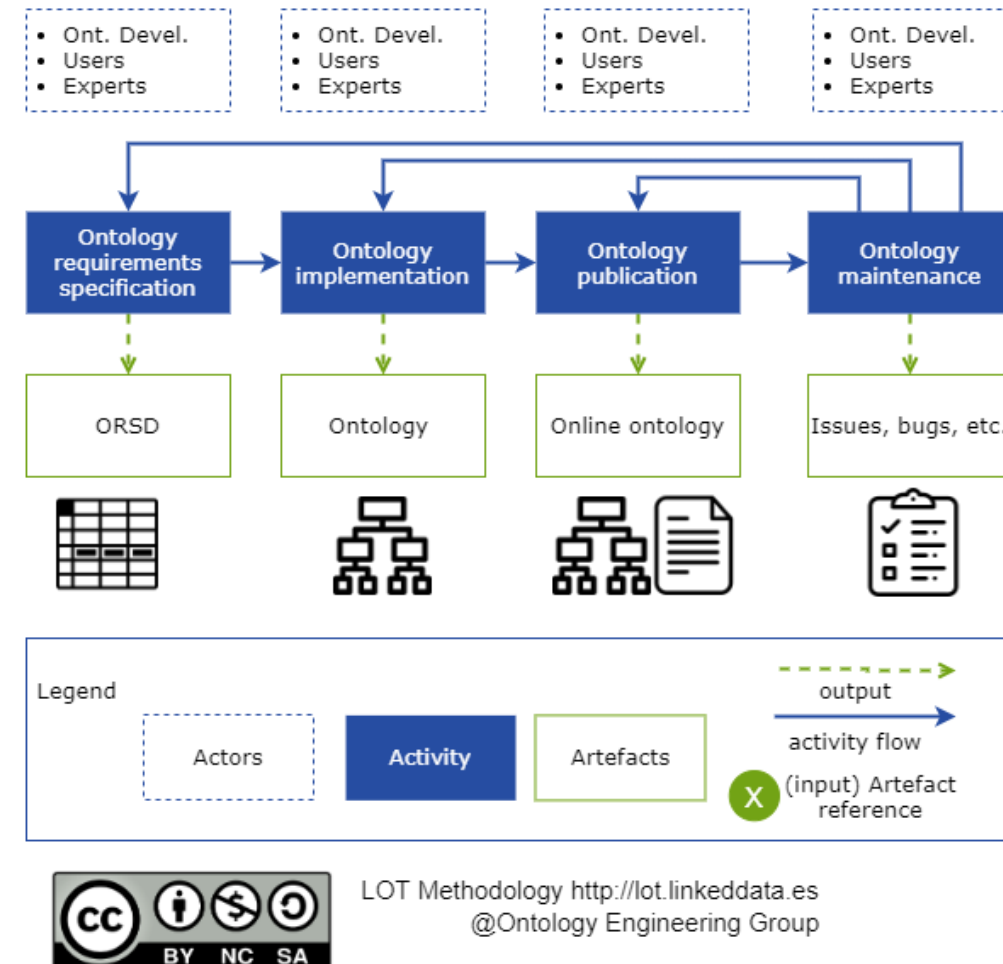 • Ont. Devel.
• Users
• Experts
• Ont. Devel.
• Users
• Experts
• Ont. Devel.
• Users
• Experts
• Ont. Devel.
• Users
• Experts
Ontology
requirements
specification
Ontology
implementation
Ontology
publication
Ontology
maintenance
ORSD
Ontology
Online ontology
Issues, bugs, etc.
Legend
Actors
Activity
Artefacts
output
activity flow
X
(input) Artefact
reference
cc
BY NC SA
LOT Methodology http://lot.linkeddata.es
@Ontology Engineering Group